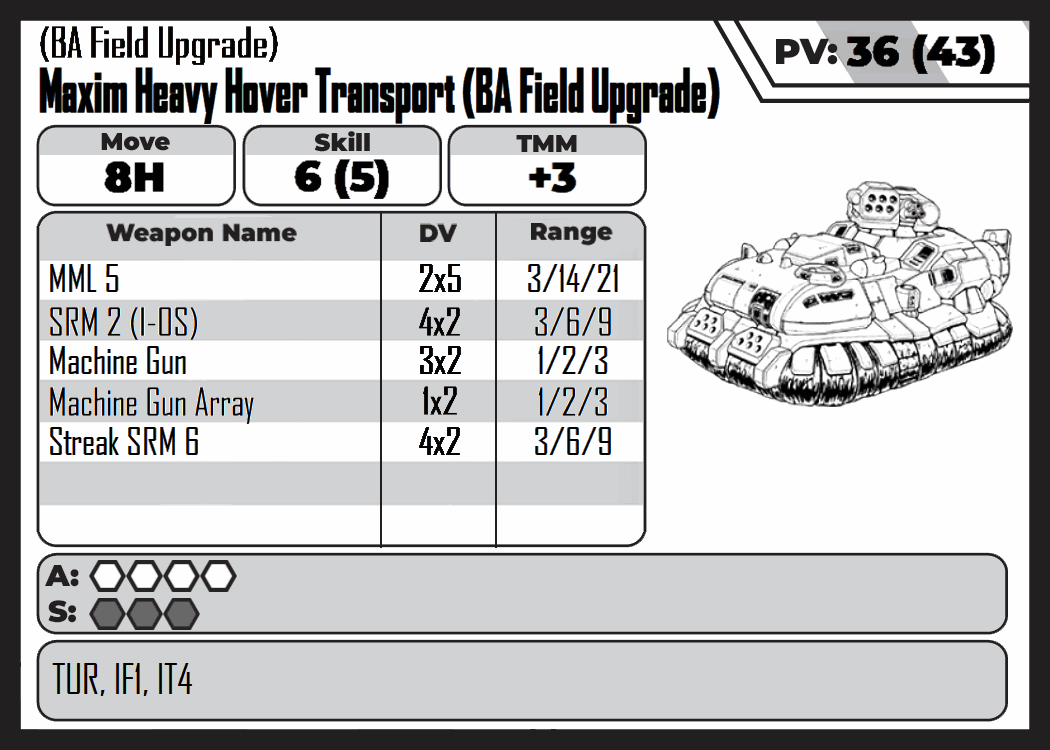 (BA Field Upgrade)
PV: 36 (43)
Maxim Heavy Hover Transport (BA Field Upgrade)
Move Skill TMM
8H 6 (5) +3
Weapon Name DV Range
MML 5 2x5 3/14/21
SRM 2 (I-OS) 4x2 3/6/9
Machine Gun 3x2 1/2/3
Machine Gun Array 1x2 1/2/3
Streak SRM 6 4x2 3/6/9
A:
S:
TUR, IF1, IT4